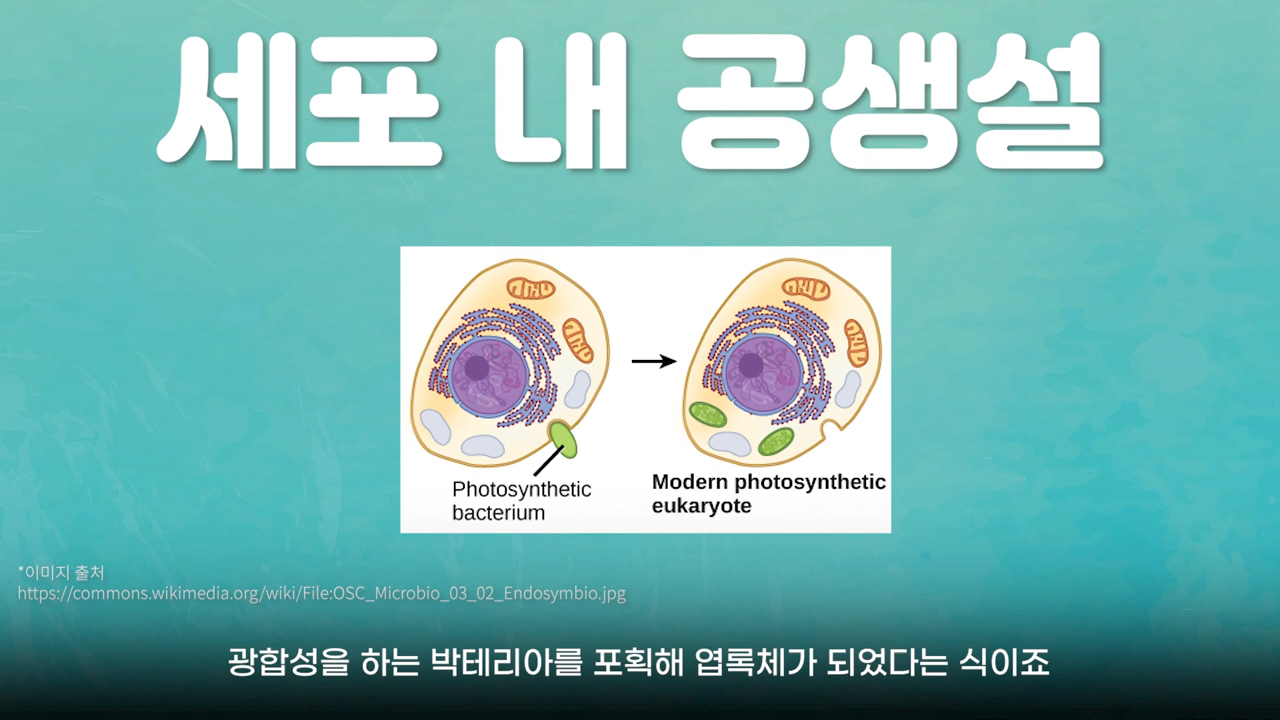 세포 내 공생설
Photosynthetic
bacterium
Modern photosynthetic
eukaryote
*이미지 출처
https://commons.wikimedia.org/wiki/File:OSC_Microbio_03_02_Endosymbio.jpg
광합성을 하는 박테리아를 포획해 엽록체가 되었다는 식이죠